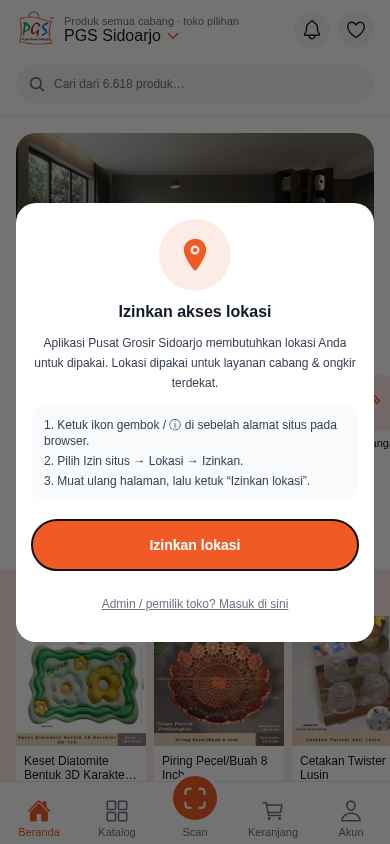 PGS
Produk semua cabang · toko pilihan
PGS Sidoarjo
Cari dari 6.618 produk…
Izinkan akses lokasi
Aplikasi Pusat Grosir Sidoarjo membutuhkan lokasi Anda
untuk dipakai. Lokasi dipakai untuk layanan cabang & ongkir
terdekat.
1. Ketuk ikon gembok / ⓘ di sebelah alamat situs pada
browser.
2. Pilih Izin situs → Lokasi → Izinkan.
3. Muat ulang halaman, lalu ketuk “Izinkan lokasi”.
Izinkan lokasi
Admin / pemilik toko? Masuk di sini
Keset Diatomite
Bentuk 3D Karakte…
Piring Pecel/Buah 8
Inch
Cetakan Twister
Lusin
Beranda
Katalog
Scan
Keranjang
Akun